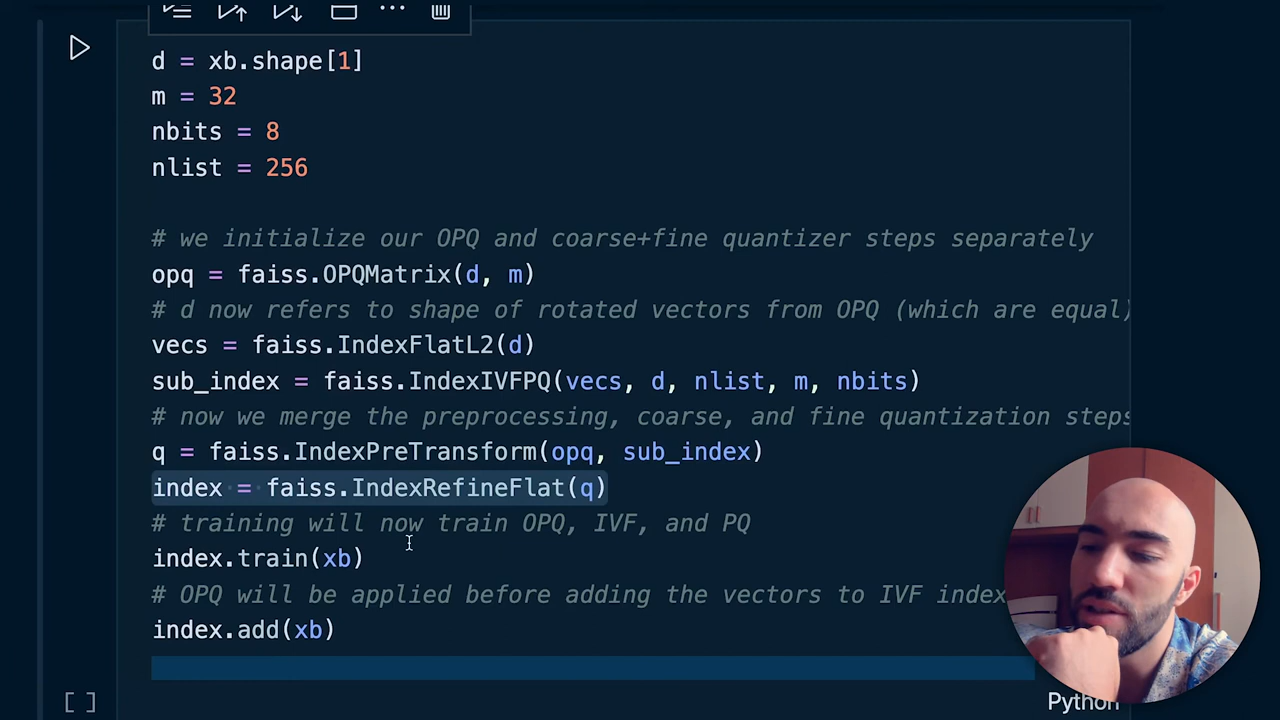 d = xb.shape[1]
m = 32
nbits = 8
nlist = 256
# we initialize our OPQ and coarse+fine quantizer steps separately
opq = faiss.OPQMatrix(d, m)
# d now refers to shape of rotated vectors from OPQ (which are equal)
vecs = faiss.IndexFlatL2(d)
sub_index = faiss.IndexIVFPQ(vecs, d, nlist, m, nbits)
# now we merge the preprocessing, coarse, and fine quantization steps
q = faiss.IndexPreTransform(opq, sub_index)
index = faiss.IndexRefineFlat(q)
# training will now train OPQ, IVF, and PQ
index.train(xb)
# OPQ will be applied before adding the vectors to IVF index
index.add(xb)
[ ]
Python